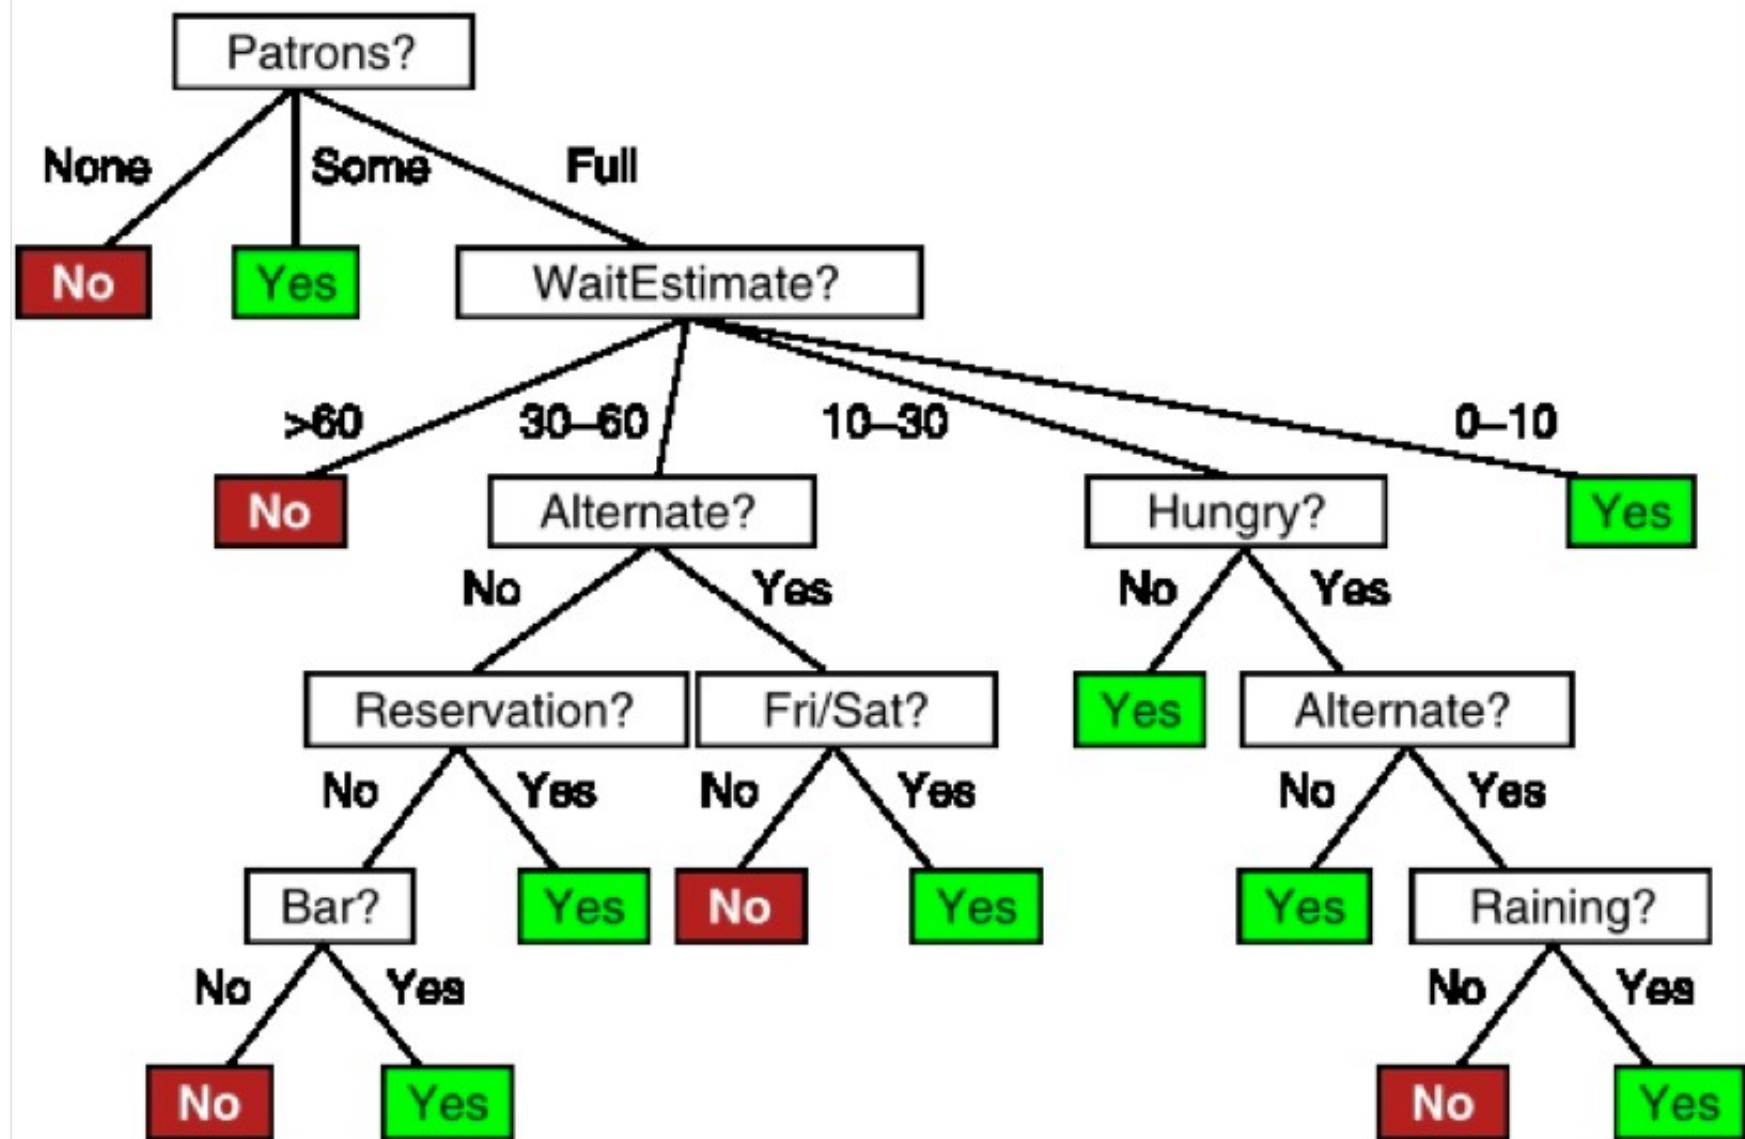 Patrons?
None Some Full
No Yes WaitEstimate?
>60 30–60 10–30 0–10
No Alternate? Hungry? Yes
No Yes No Yes
Reservation? Fri/Sat? Yes Alternate?
No Yes No Yes No Yes
Bar? Yes No Yes Yes Raining?
No Yes No Yes
No Yes No Yes